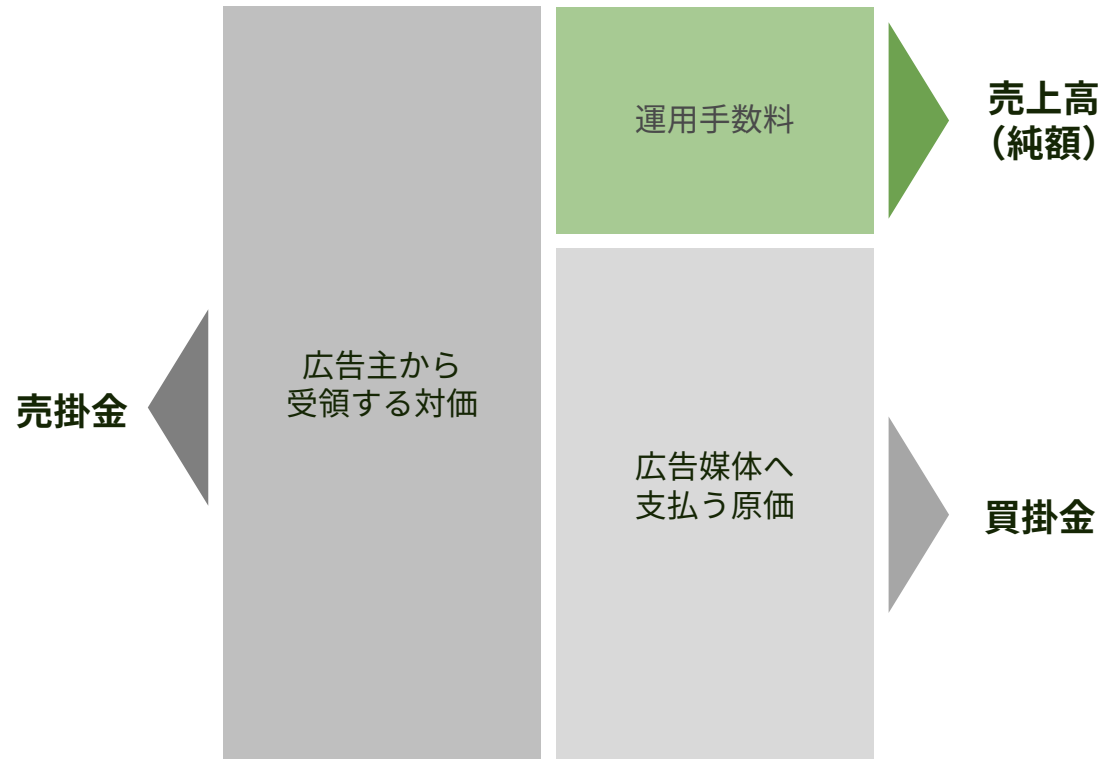 売掛金
広告主から
受領する対価
運用手数料
売上高
（純額）
広告媒体へ
支払う原価
買掛金